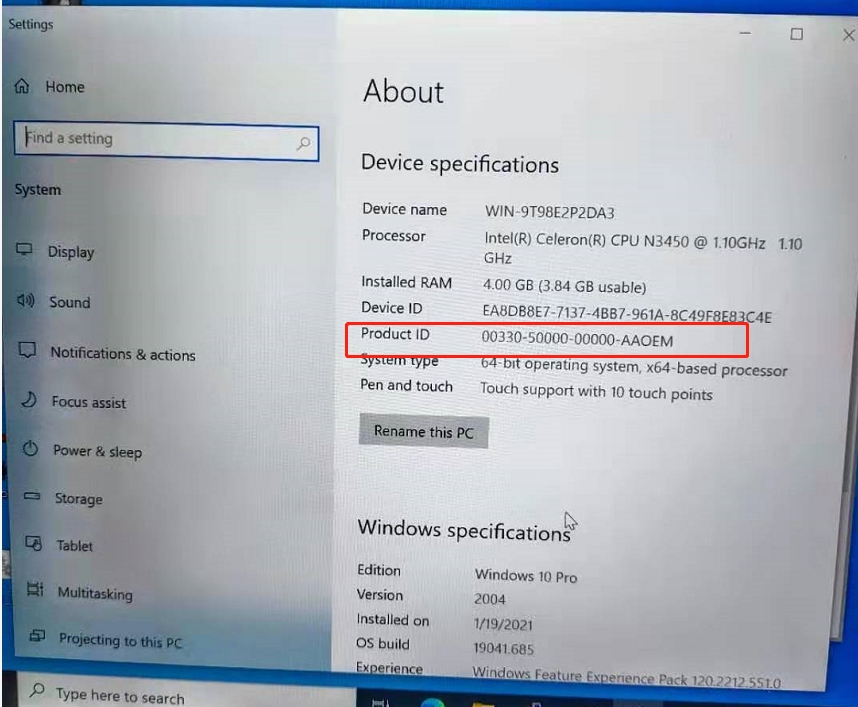 Settings
Home
Find a setting
System
Display
Sound
Notifications & actions
Focus assist
Power & sleep
Storage
Tablet
Multitasking
Projecting to this PC
Type here to search
About
Device specifications
Device name WIN-9T98E2P2DA3
Processor Intel(R) Celeron(R) CPU N3450 @ 1.10GHz 1.10
GHz
Installed RAM 4.00 GB (3.84 GB usable)
Device ID EA8DB8E7-7137-4BB7-961A-8C49F8E83C4E
Product ID 00330-50000-00000-AAOEM
System type 64-bit operating system, x64-based processor
Pen and touch Touch support with 10 touch points
Rename this PC
Windows specifications
Edition Windows 10 Pro
Version 2004
Installed on 1/19/2021
OS build 19041.685
Experience Windows Feature Experience Pack 120.2212.551.0